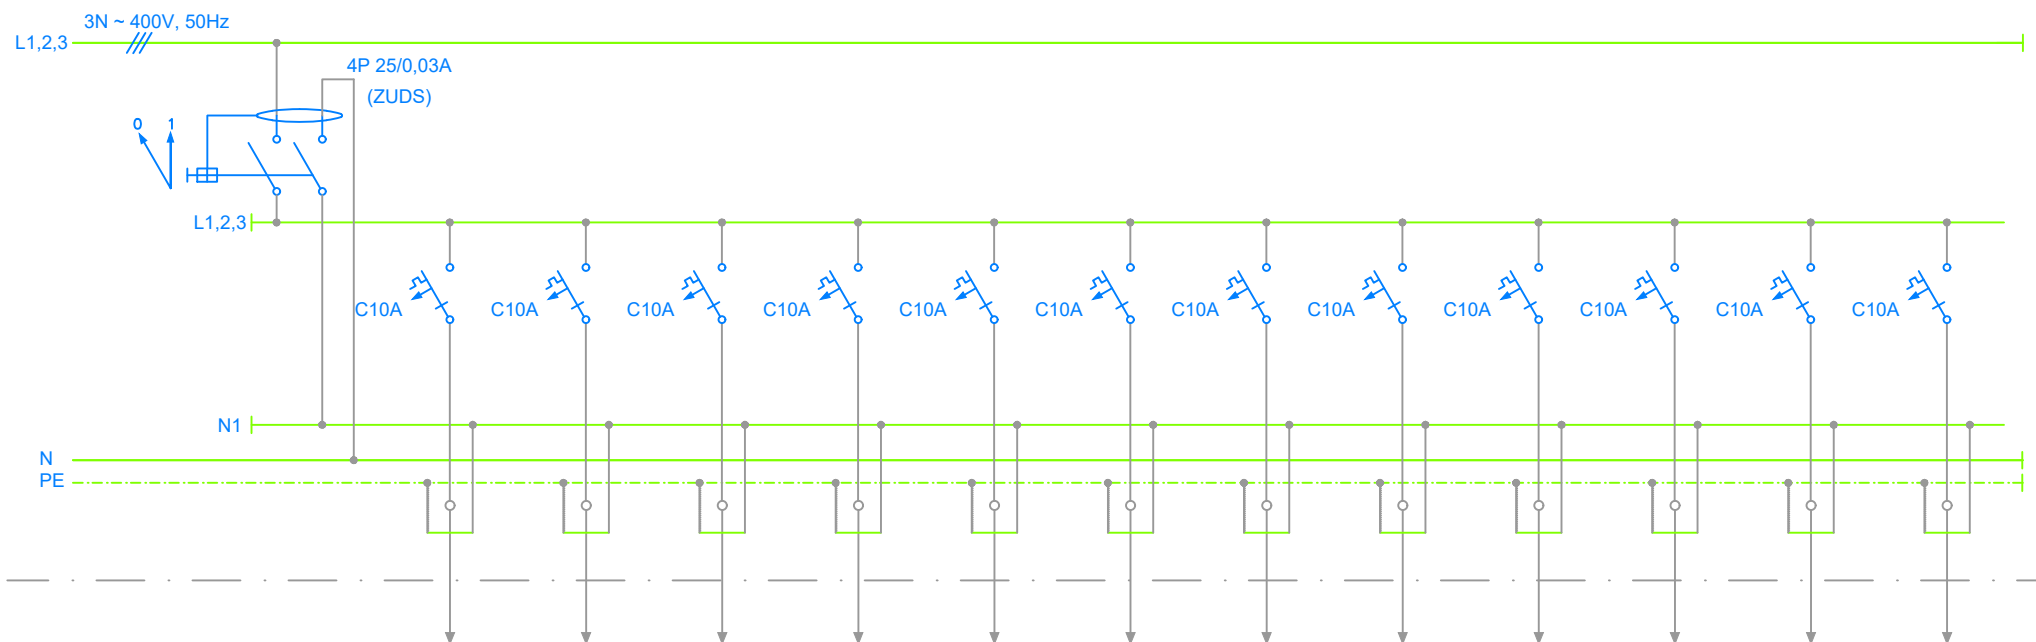 3N ~ 400V, 50Hz
L1,2,3
4P 25/0,03A
(ZUDS)
0 1
L1,2,3
C10A C10A C10A C10A C10A C10A C10A C10A C10A C10A C10A C10A
N1
N
PE